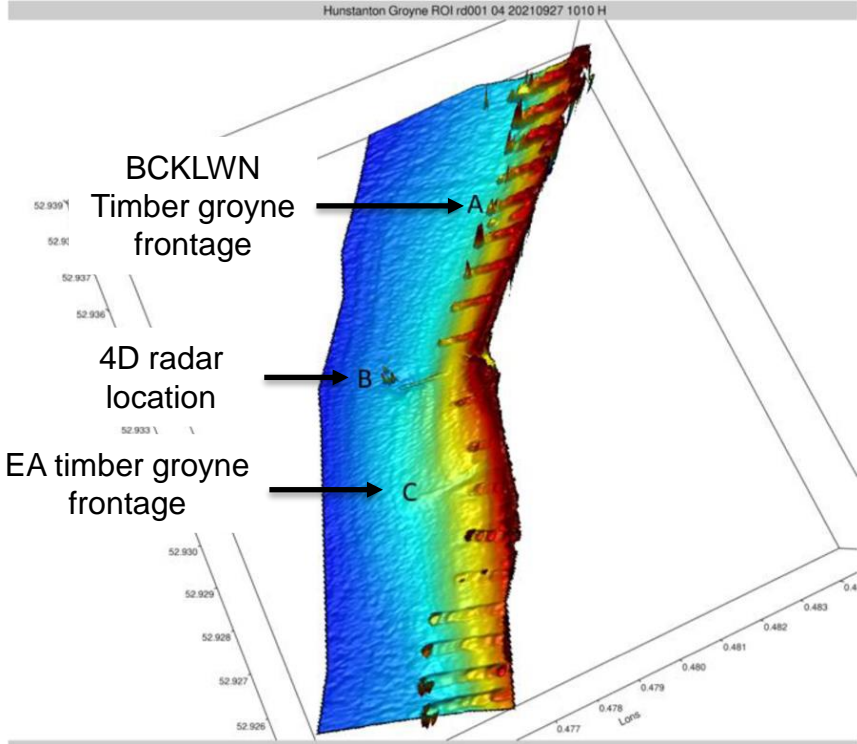 Hunstanton Groyne ROI rd001 04 20210927 1010 H
BCKLWN
Timber groyne
frontage
A
52.939
52.93
52.937
52.936
4D radar
location
B
52.933
EA timber groyne
frontage
C
52.930
52.929
52.928
52.927
52.926
0.483
0.482
0.481
0.480
0.479
0.478
0.477
Lons